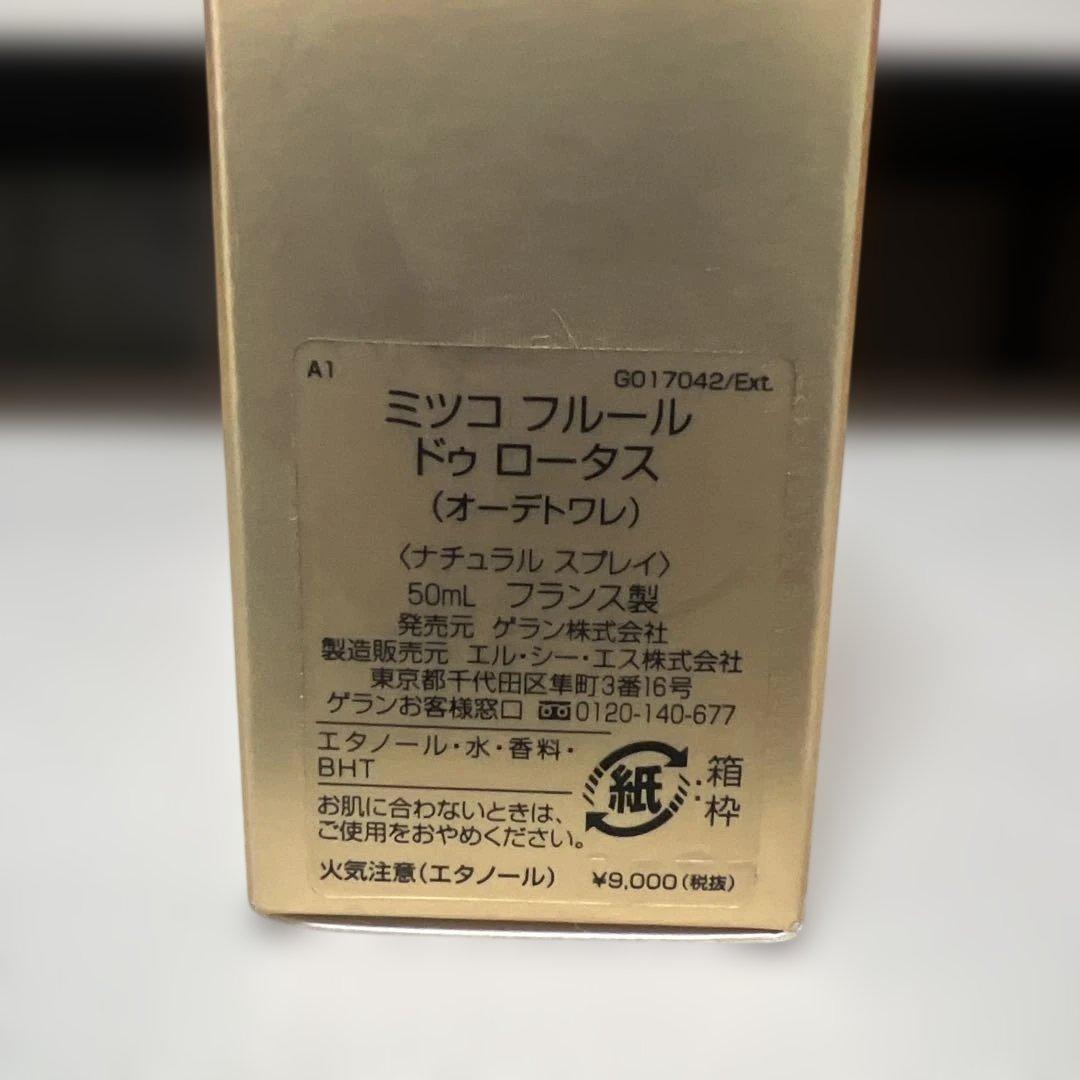 A1
G017042/Ext.
ミツコ フルール
ドゥ ロータス
(オーデトワレ)
〈ナチュラル スプレイ〉
50mL フランス製
発売元 ゲラン株式会社
製造販売元 エル・シー・エス株式会社
東京都千代田区隼町3番16号
ゲランお客様窓口 0120-140-677
エタノール・水・香料・
BHT
紙:箱
枠
お肌に合わないときは、
ご使用をおやめください。
火気注意(エタノール) ¥9,000(税抜)